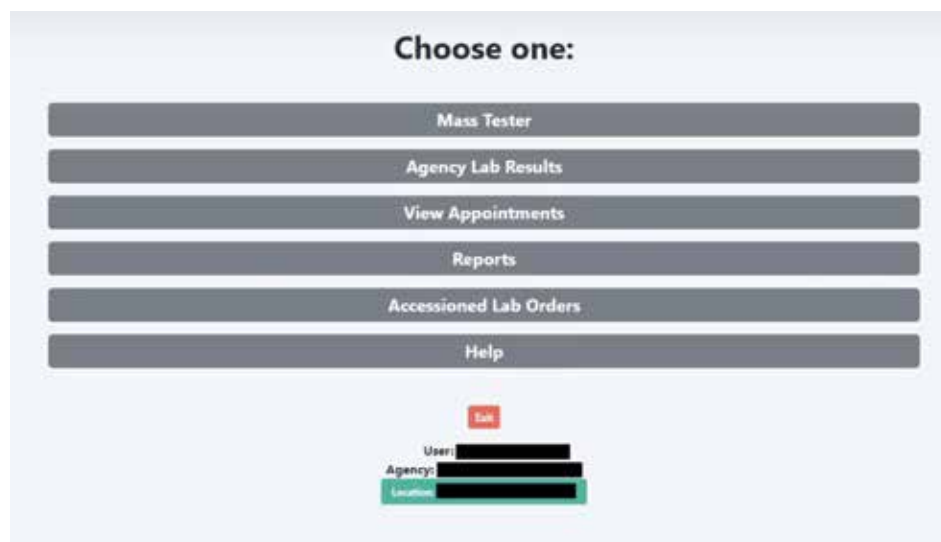 Choose one:
Mass Tester
Agency Lab Results
View Appointments
Reports
Accessioned Lab Orders
Help
Exit
User:
Agency:
Location: